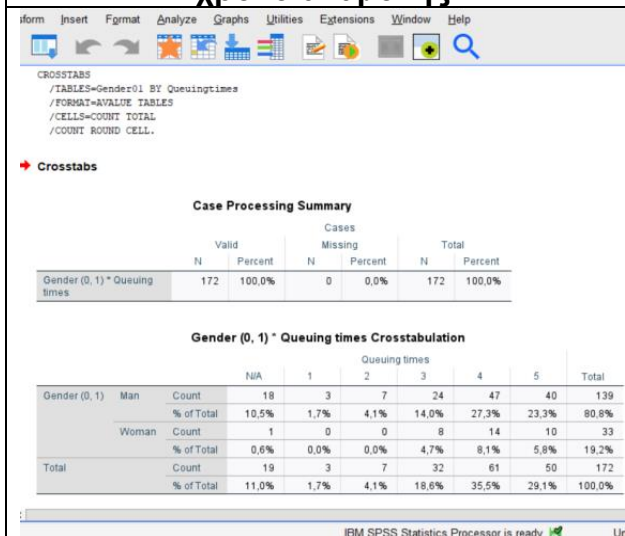 sform Insert Format Analyze Graphs Utilities Extensions Window Help
CROSSTABS
/TABLES=Gender01 BY Queuingtimes
/FORMAT=AVALUE TABLES
/CELLS=COUNT TOTAL
/COUNT ROUND CELL.
Crosstabs
Case Processing Summary
Cases
Valid Missing Total
N Percent N Percent N Percent
Gender (0, 1) * Queuing times 172 100,0% 0 0,0% 172 100,0%
Gender (0, 1) * Queuing times Crosstabulation
Queuing times
N/A 1 2 3 4 5 Total
Gender (0, 1) Man Count 18 3 7 24 47 40 139
% of Total 10,5% 1,7% 4,1% 14,0% 27,3% 23,3% 80,8%
Woman Count 1 0 0 8 14 10 33
% of Total 0,6% 0,0% 0,0% 4,7% 8,1% 5,8% 19,2%
Total Count 19 3 7 32 61 50 172
% of Total 11,0% 1,7% 4,1% 18,6% 35,5% 29,1% 100,0%
IBM SPSS Statistics Processor is ready Un